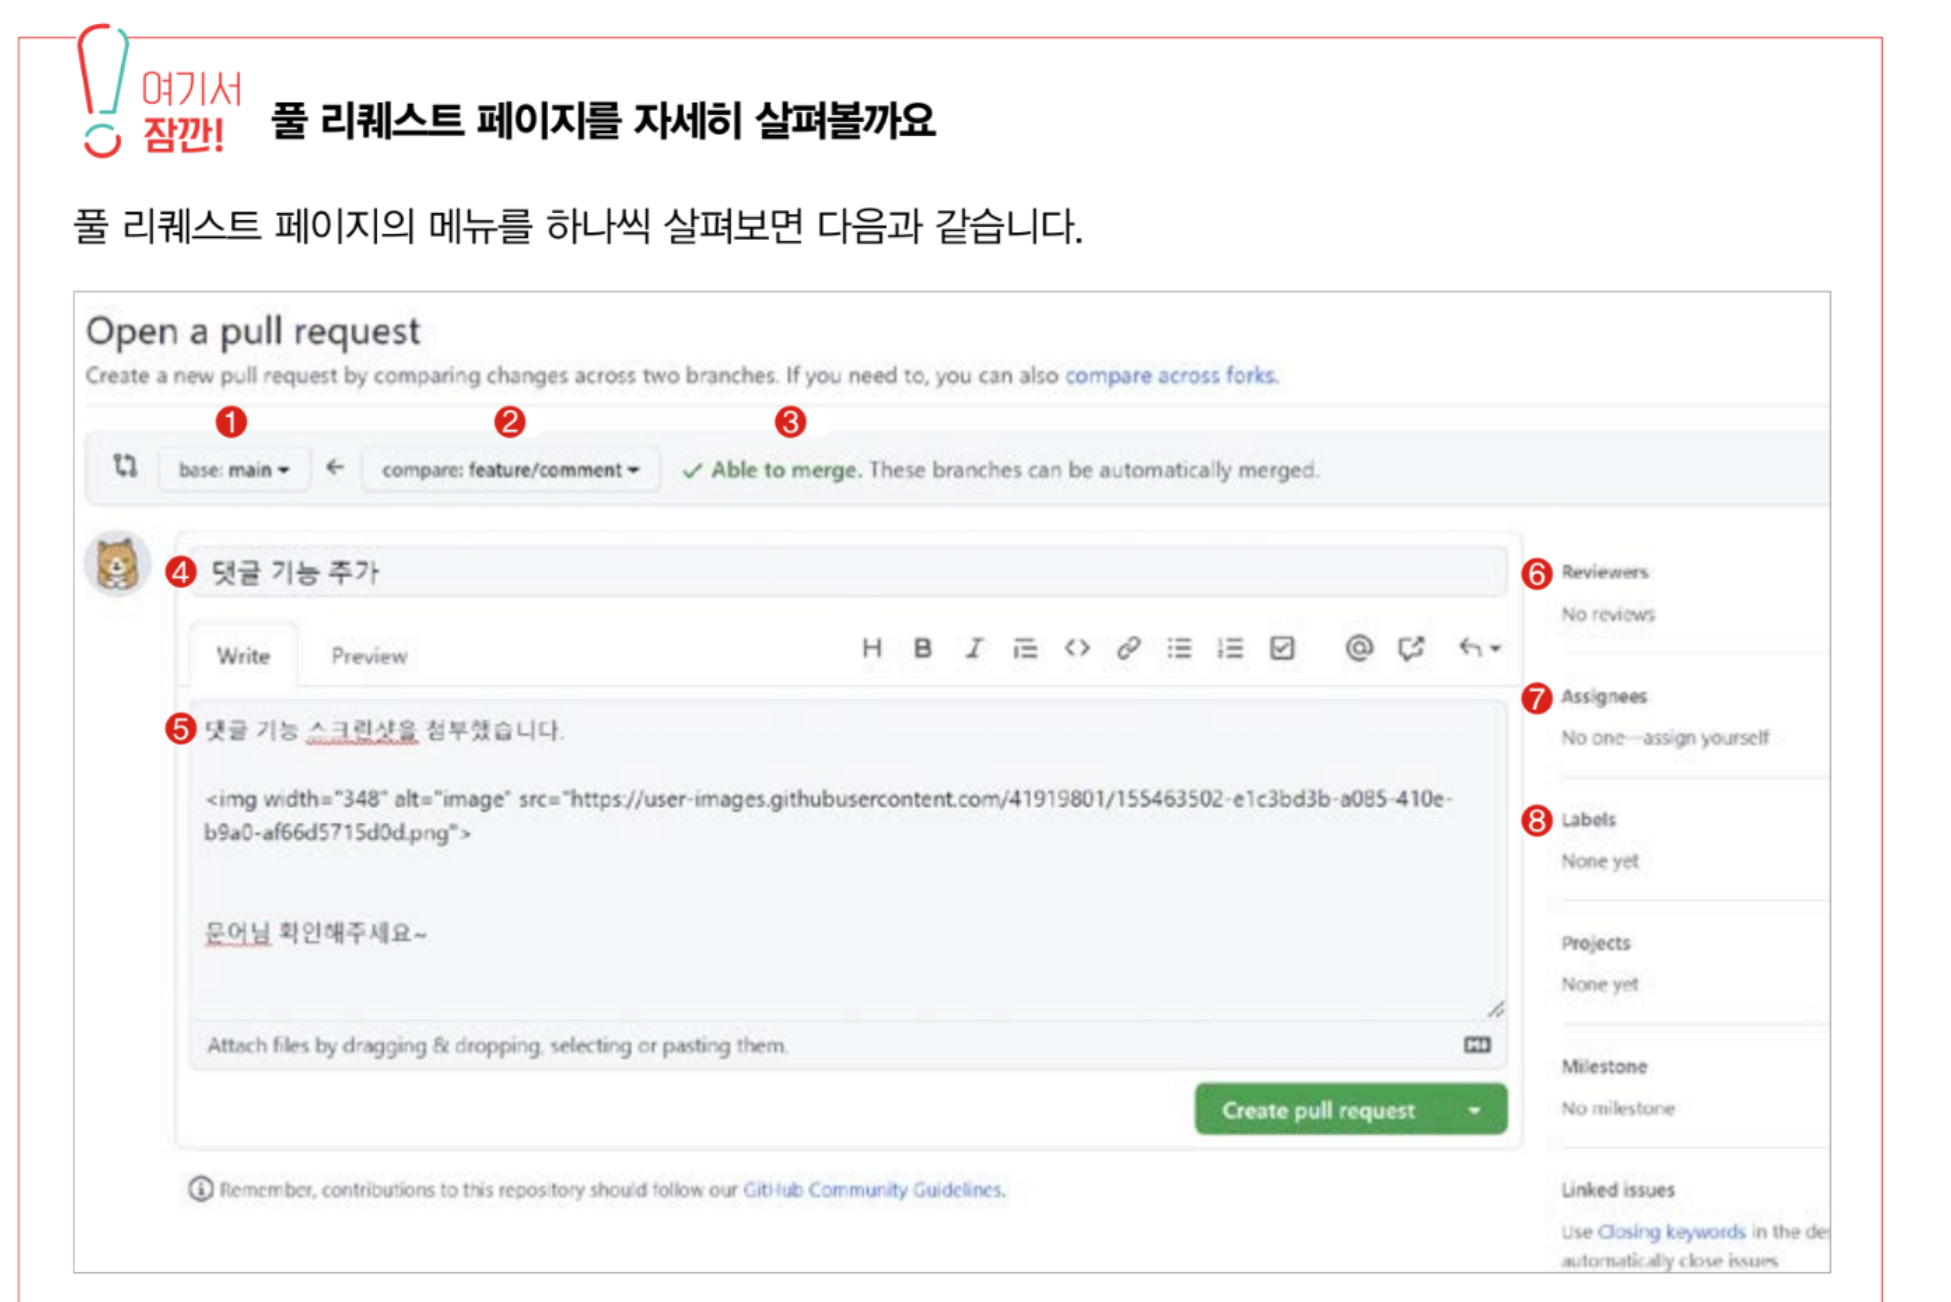 여기서
잠깐!
풀 리퀘스트 페이지를 자세히 살펴볼까요
풀 리퀘스트 페이지의 메뉴를 하나씩 살펴보면 다음과 같습니다.
Open a pull request
Create a new pull request by comparing changes across two branches. If you need to, you can also compare across forks.
1 2 3
base: main ← compare: feature/comment ✓ Able to merge. These branches can be automatically merged.
4 댓글 기능 추가
6 Reviewers
No reviews
Write Preview
7 Assignees
No one—assign yourself
5 댓글 기능 스크린샷을 첨부했습니다.
<img width="348" alt="image" src="https://user-images.githubusercontent.com/41919801/155463502-e1c3bd3b-a085-410e-
b9a0-af66d5715d0d.png">
8 Labels
None yet
문어님 확인해주세요~
Projects
None yet
Attach files by dragging & dropping, selecting or pasting them.
Milestone
No milestone
Create pull request
Remember, contributions to this repository should follow our GitHub Community Guidelines.
Linked issues
Use Closing keywords in the de
automatically close issues